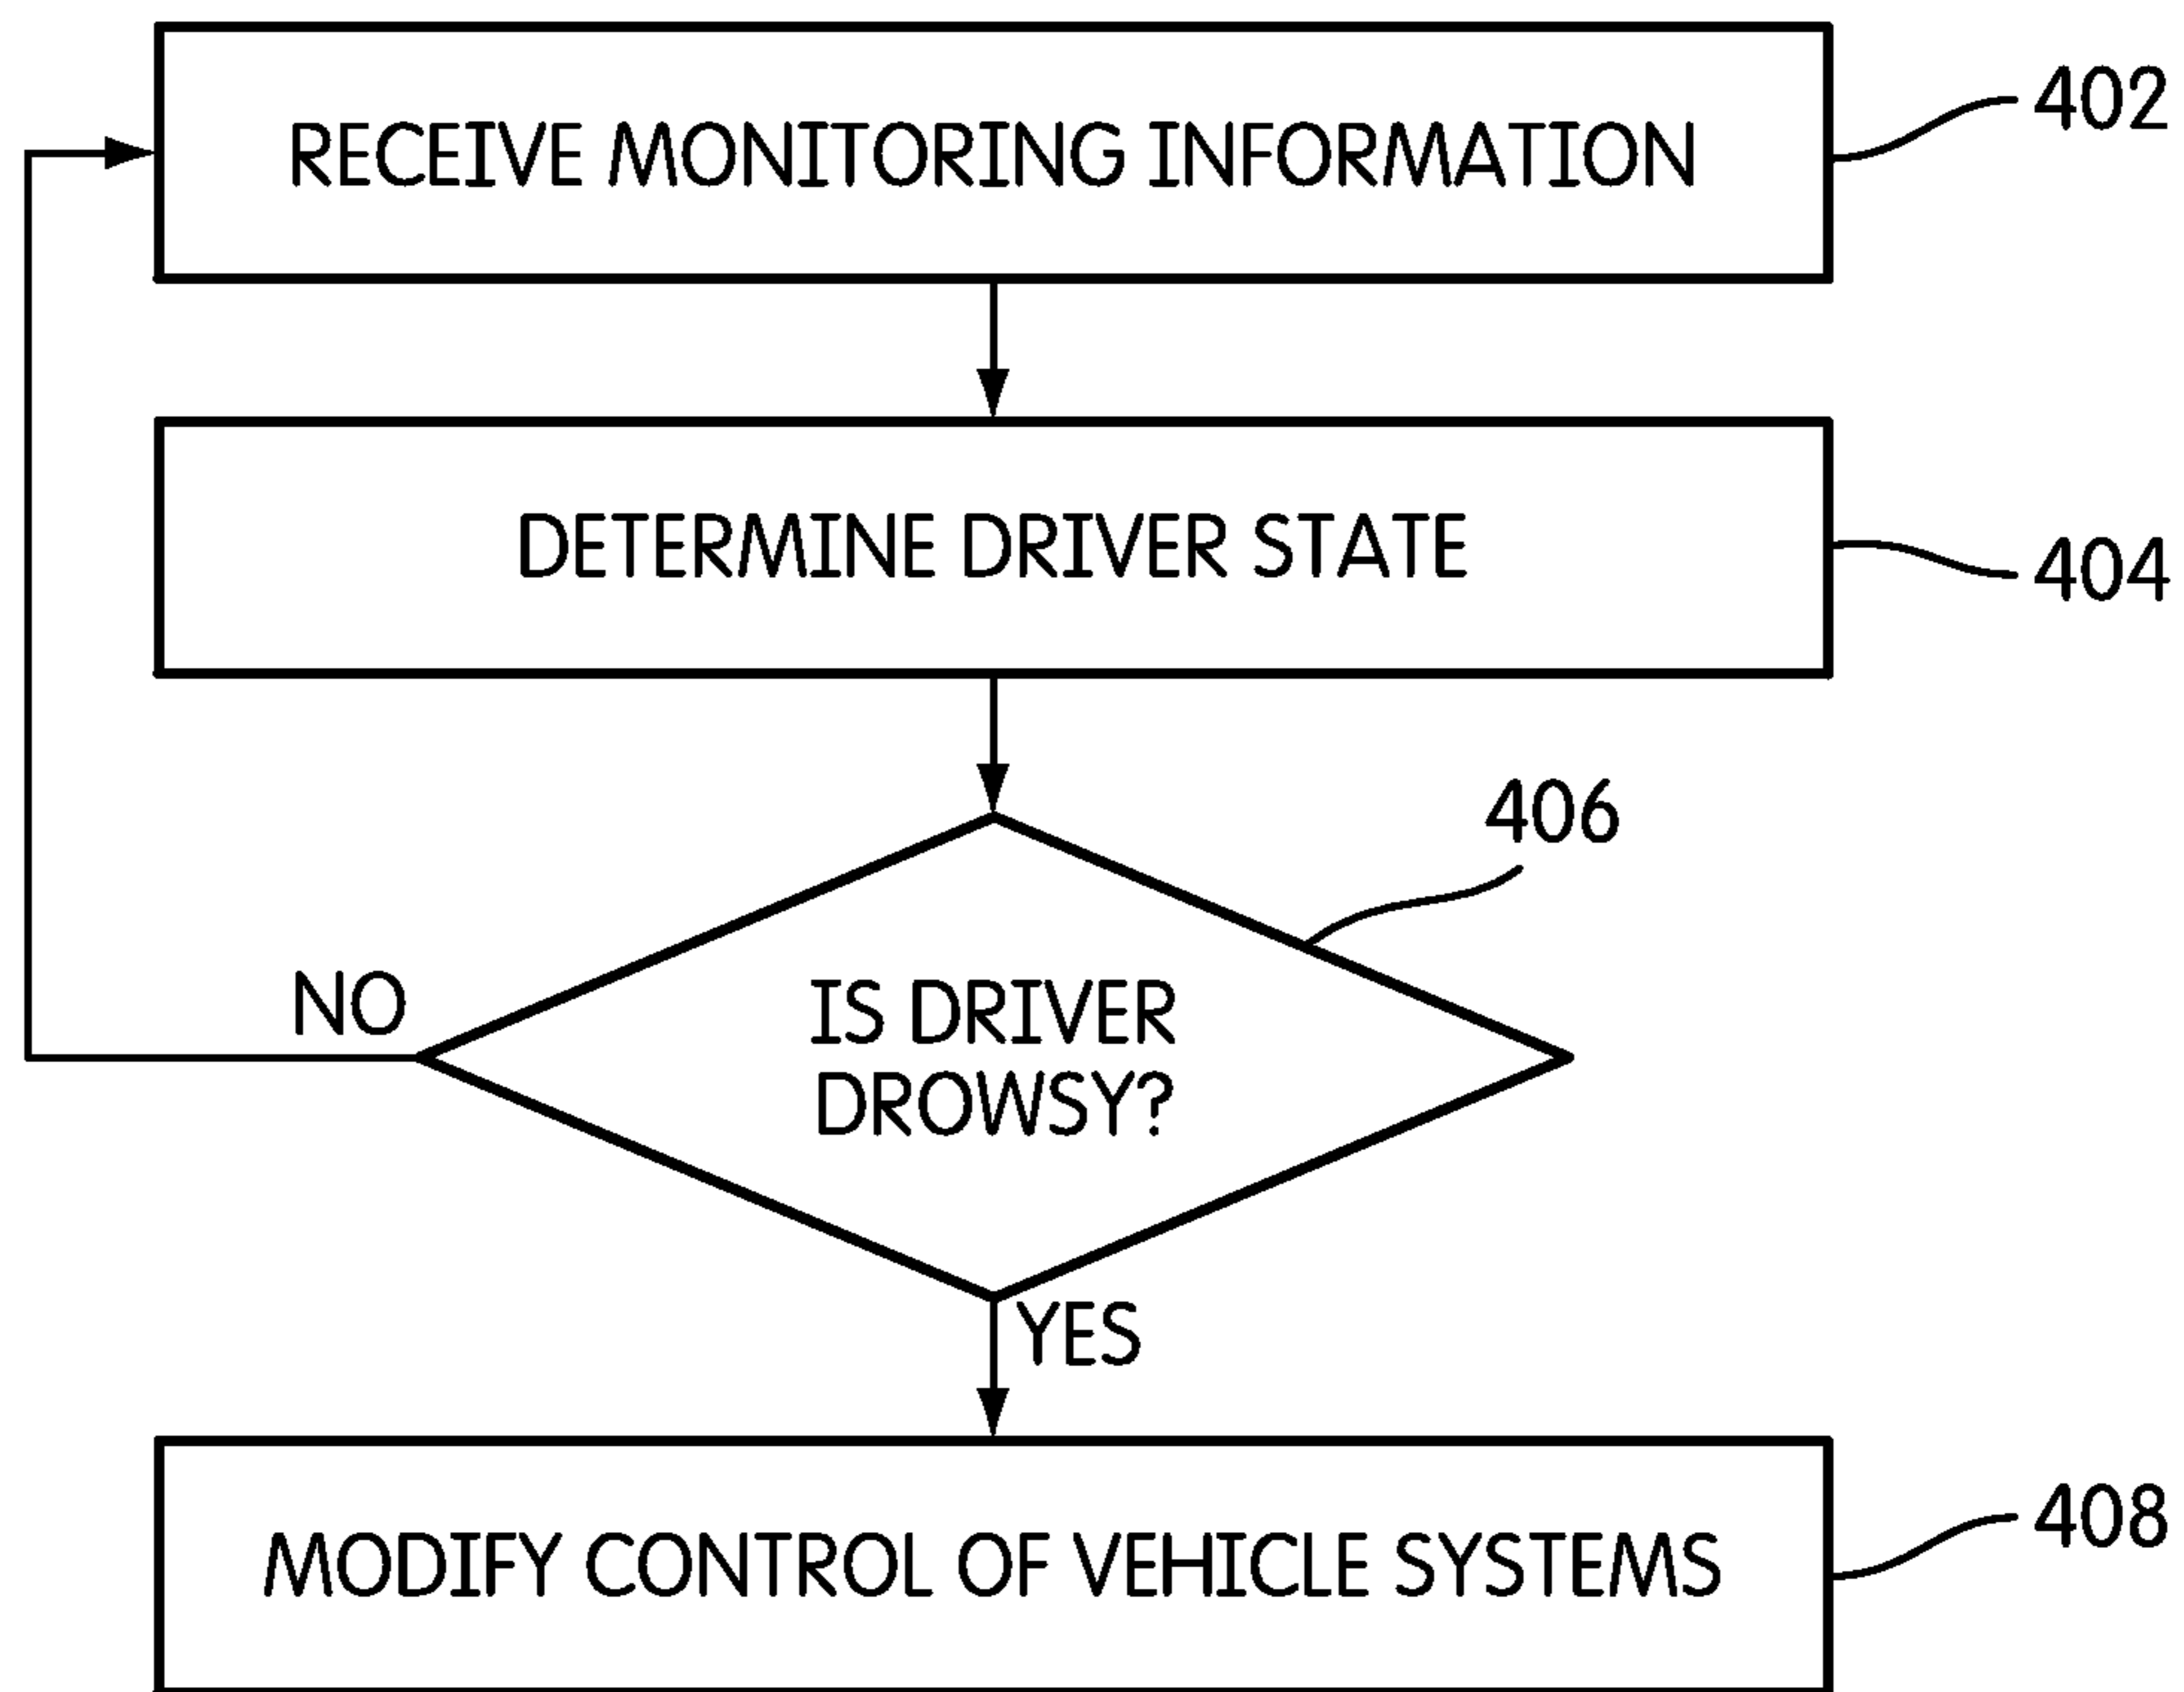 RECEIVE MONITORING INFORMATION
402
DETERMINE DRIVER STATE
404
406
IS DRIVER
DROWSY?
NO
YES
MODIFY CONTROL OF VEHICLE SYSTEMS
408